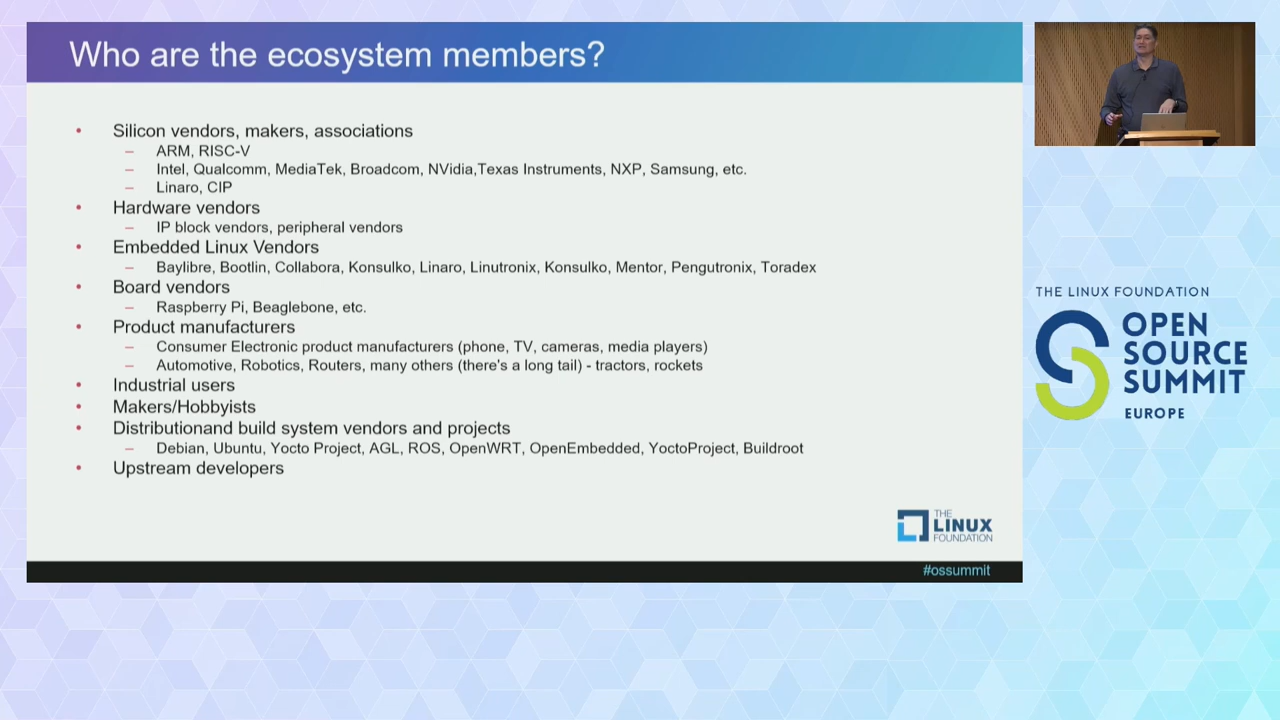 Who are the ecosystem members?
• Silicon vendors, makers, associations
– ARM, RISC-V
– Intel, Qualcomm, MediaTek, Broadcom, NVidia,Texas Instruments, NXP, Samsung, etc.
– Linaro, CIP
• Hardware vendors
– IP block vendors, peripheral vendors
• Embedded Linux Vendors
– Baylibre, Bootlin, Collabora, Konsulko, Linaro, Linutronix, Konsulko, Mentor, Pengutronix, Toradex
• Board vendors
– Raspberry Pi, Beaglebone, etc.
• Product manufacturers
– Consumer Electronic product manufacturers (phone, TV, cameras, media players)
– Automotive, Robotics, Routers, many others (there's a long tail) - tractors, rockets
• Industrial users
• Makers/Hobbyists
• Distributionand build system vendors and projects
– Debian, Ubuntu, Yocto Project, AGL, ROS, OpenWRT, OpenEmbedded, YoctoProject, Buildroot
• Upstream developers
THE
LINUX
FOUNDATION
#ossummit
THE LINUX FOUNDATION
OPEN
SOURCE
SUMMIT
EUROPE